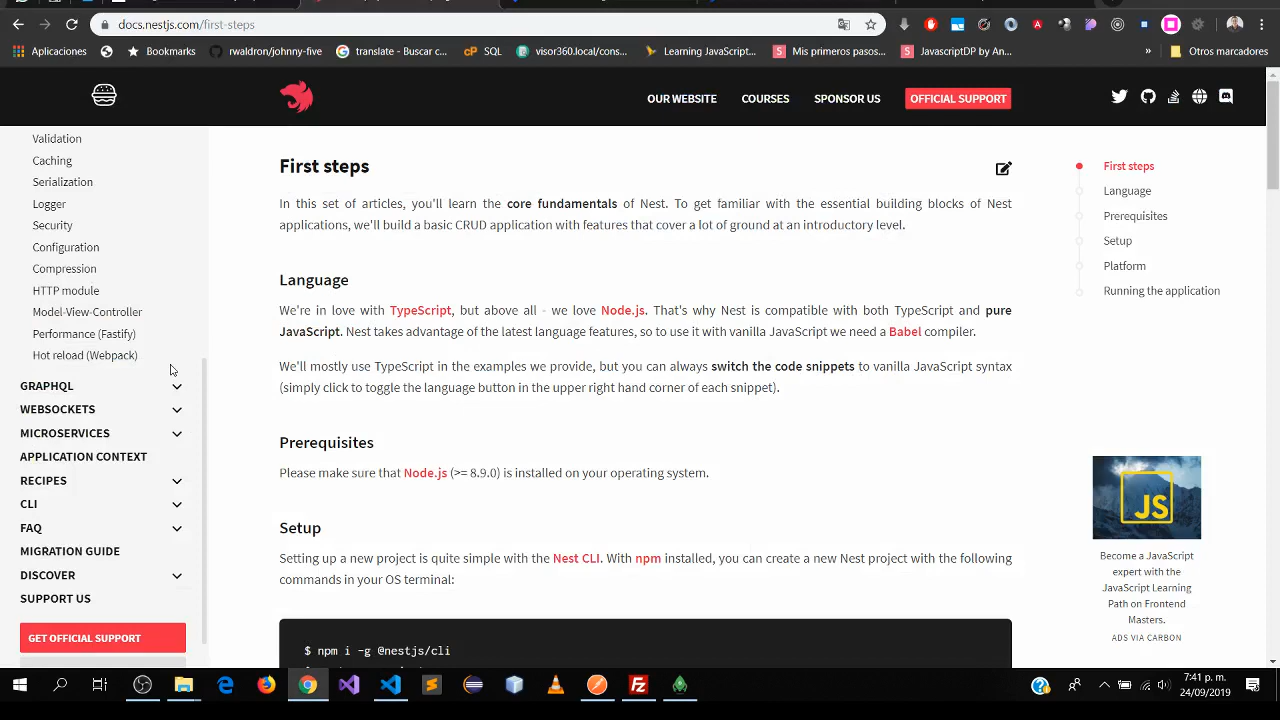 docs.nestjs.com/first-steps
Aplicaciones
Bookmarks
rwaldron/johnny-five
translate - Buscar c...
SQL
visor360.local/cons...
Learning JavaScript...
Mis primeros pasos...
JavascriptDP by An...
»
Otros marcadores
OUR WEBSITE
COURSES
SPONSOR US
OFFICIAL SUPPORT
Validation
Caching
Serialization
Logger
Security
Configuration
Compression
HTTP module
Model-View-Controller
Performance (Fastify)
Hot reload (Webpack)
GRAPHQL
WEBSOCKETS
MICROSERVICES
APPLICATION CONTEXT
RECIPES
CLI
FAQ
MIGRATION GUIDE
DISCOVER
SUPPORT US
GET OFFICIAL SUPPORT
First steps
In this set of articles, you'll learn the core fundamentals of Nest. To get familiar with the essential building blocks of Nest
applications, we'll build a basic CRUD application with features that cover a lot of ground at an introductory level.
Language
We're in love with TypeScript, but above all - we love Node.js. That's why Nest is compatible with both TypeScript and pure
JavaScript. Nest takes advantage of the latest language features, so to use it with vanilla JavaScript we need a Babel compiler.
We'll mostly use TypeScript in the examples we provide, but you can always switch the code snippets to vanilla JavaScript syntax
(simply click to toggle the language button in the upper right hand corner of each snippet).
Prerequisites
Please make sure that Node.js (>= 8.9.0) is installed on your operating system.
Setup
Setting up a new project is quite simple with the Nest CLI. With npm installed, you can create a new Nest project with the following
commands in your OS terminal:
$ npm i -g @nestjs/cli
First steps
Language
Prerequisites
Setup
Platform
Running the application
JS
Become a JavaScript
expert with the
JavaScript Learning
Path on Frontend
Masters.
ADS VIA CARBON
7:41 p. m.
24/09/2019